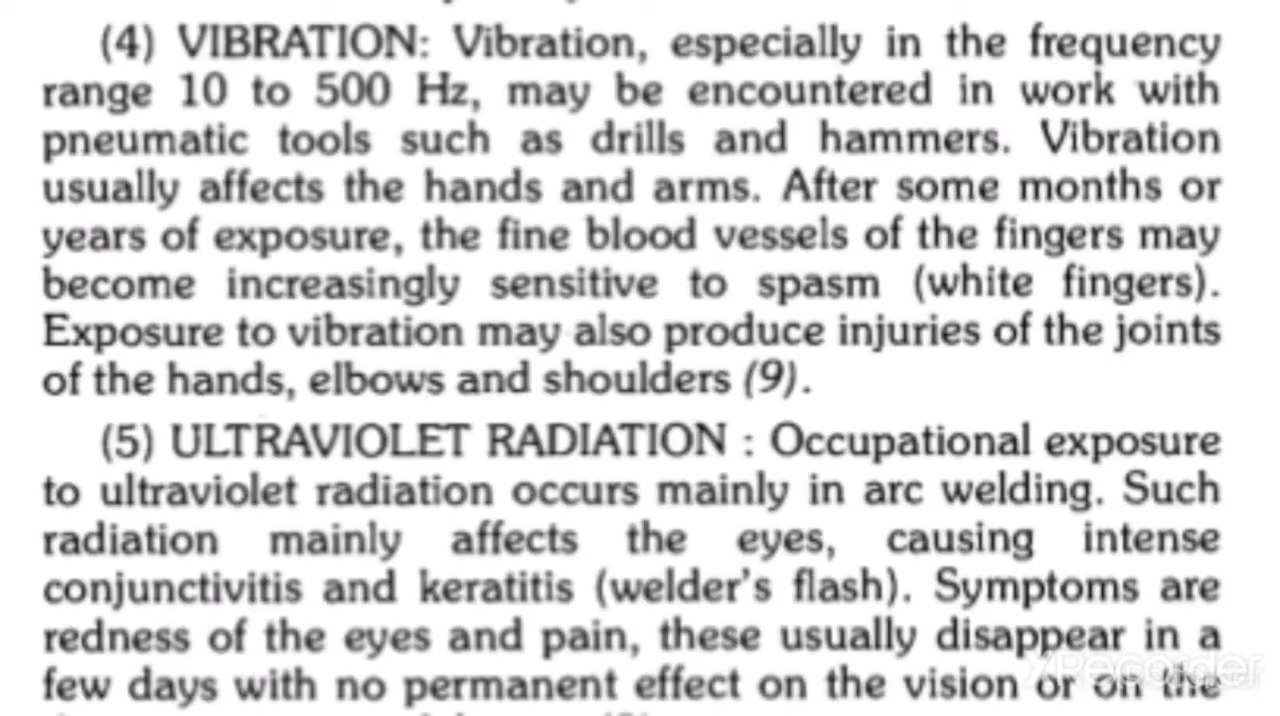 (4) VIBRATION: Vibration, especially in the frequency
range 10 to 500 Hz, may be encountered in work with
pneumatic tools such as drills and hammers. Vibration
usually affects the hands and arms. After some months or
years of exposure, the fine blood vessels of the fingers may
become increasingly sensitive to spasm (white fingers).
Exposure to vibration may also produce injuries of the joints
of the hands, elbows and shoulders (9).
(5) ULTRAVIOLET RADIATION : Occupational exposure
to ultraviolet radiation occurs mainly in arc welding. Such
radiation mainly affects the eyes, causing intense
conjunctivitis and keratitis (welder's flash). Symptoms are
redness of the eyes and pain, these usually disappear in a
few days with no permanent effect on the vision or on the
XRecorder